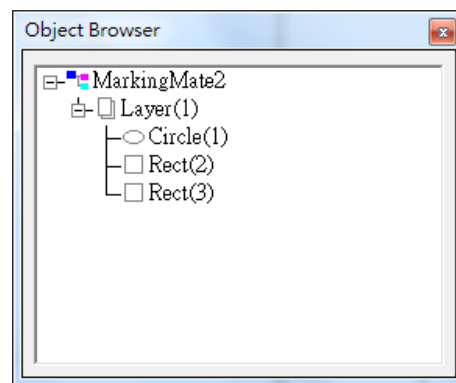 Object Browser
MarkingMate2
Layer(1)
Circle(1)
Rect(2)
Rect(3)